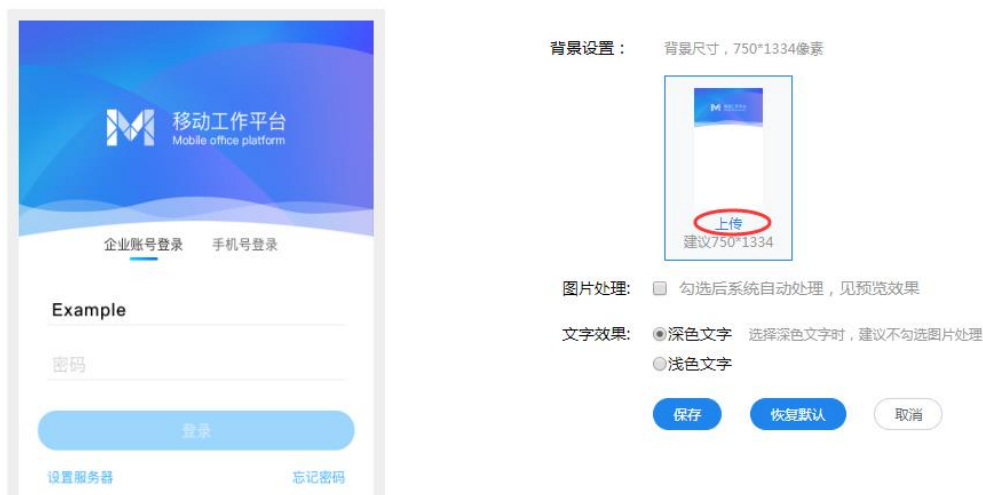 移动工作平台
Mobile office platform
企业账号登录 手机号登录
Example
密码
登录
设置服务器 忘记密码
背景设置： 背景尺寸，750*1334像素
上传
建议750*1334
图片处理: 勾选后系统自动处理，见预览效果
文字效果: 深色文字 选择深色文字时，建议不勾选图片处理
浅色文字
保存 恢复默认 取消